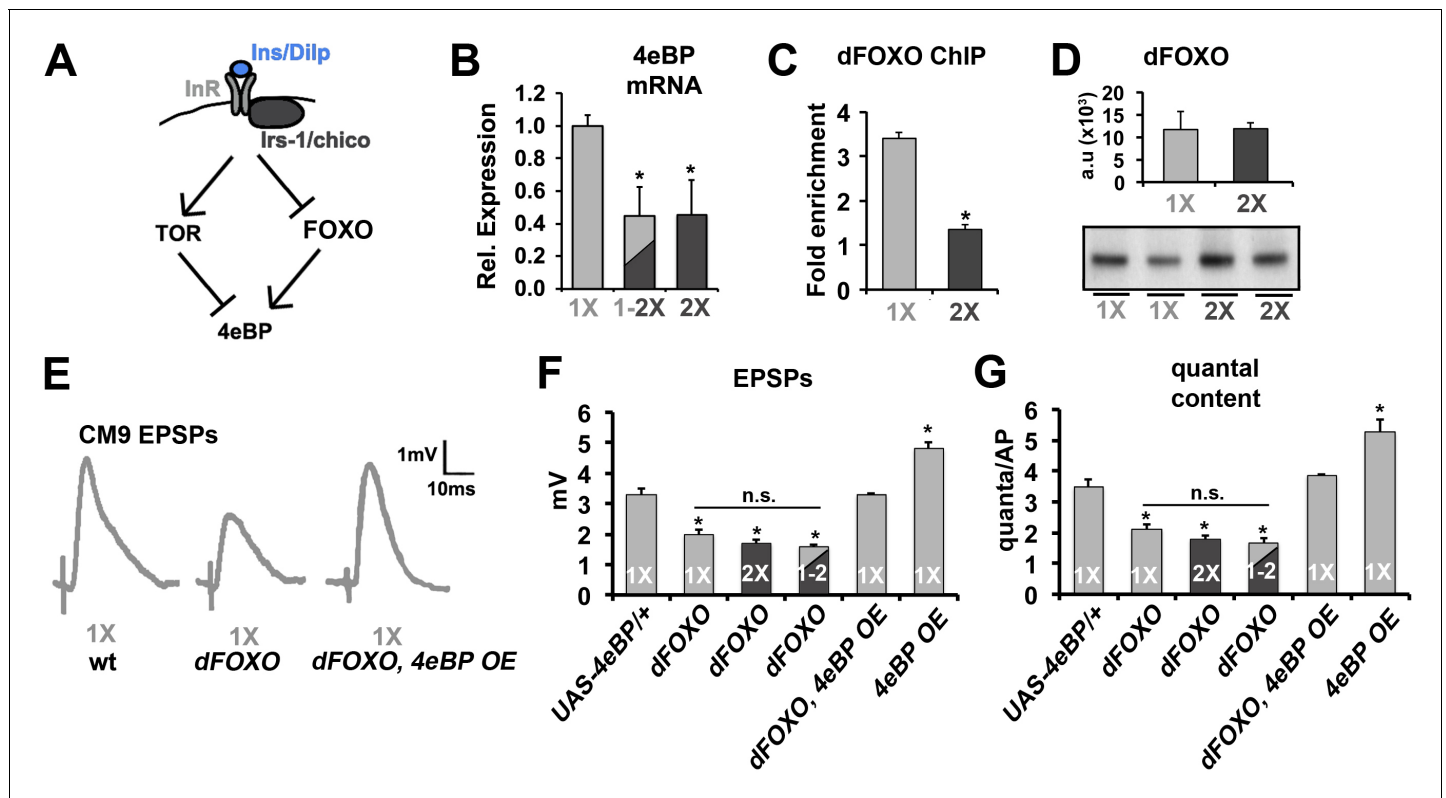 A
Ins/Dilp
InR
Irs-1/chico
TOR
FOXO
4eBP
B
4eBP
mRNA
Rel. Expression
1.2
1.0
0.8
0.6
0.4
0.2
0.0
*
*
1X
1-2X
2X
C
dFOXO ChIP
Fold enrichment
4
3
2
1
0
*
1X
2X
D
dFOXO
a.u (x10³)
20
15
10
5
0
1X
2X
1X
1X
2X
2X
E
CM9 EPSPs
1mV
10ms
1X
wt
1X
dFOXO
1X
dFOXO, 4eBP OE
F
EPSPs
mV
6
5
4
3
2
1
0
n.s.
*
*
*
*
1X
1X
2X
1-2
1X
1X
UAS-4eBP/+
dFOXO
dFOXO
dFOXO
dFOXO, 4eBP OE
4eBP OE
G
quantal
content
quanta/AP
6
5
4
3
2
1
0
n.s.
*
*
*
*
1X
1X
2X
1-2
1X
1X
UAS-4eBP/+
dFOXO
dFOXO
dFOXO
dFOXO, 4eBP OE
4eBP OE